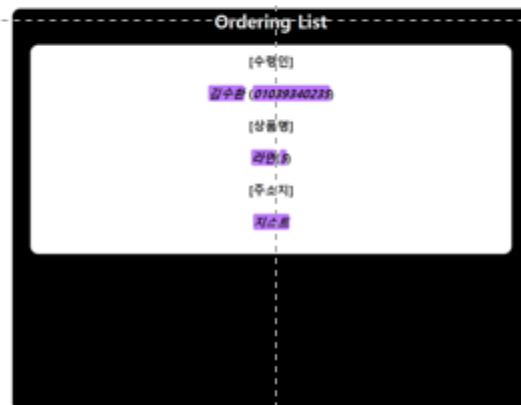 Ordering List
[수령인]
김수환 (01039340235)
[상품명]
라면(5)
[주소지]
지스트